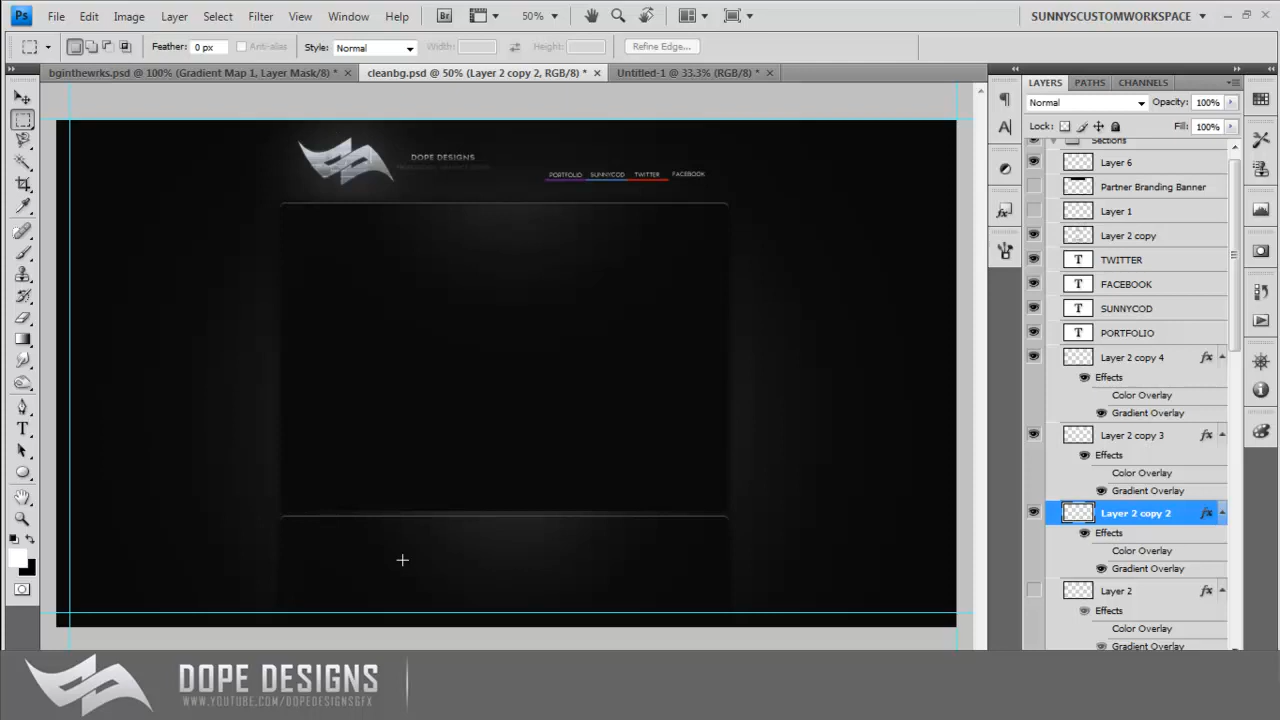 Ps File Edit Image Layer Select Filter View Window Help Br 50% SUNNYSCUSTOMWORKSPACE
Feather: 0 px Anti-alias Style: Normal Width: Height: Refine Edge...
bginthewrks.psd @ 100% (Gradient Map 1, Layer Mask/8) * × cleanbg.psd @ 50% (Layer 2 copy 2, RGB/8) * × Untitled-1 @ 33.3% (RGB/8) * ×
LAYERS PATHS CHANNELS
Normal Opacity: 100%
Lock: Fill: 100%
Sections
Layer 6
Partner Branding Banner
Layer 1
Layer 2 copy
T TWITTER
T FACEBOOK
T SUNNYCOD
T PORTFOLIO
Layer 2 copy 4 fx
Effects
Color Overlay
Gradient Overlay
Layer 2 copy 3 fx
Effects
Color Overlay
Gradient Overlay
Layer 2 copy 2 fx
Effects
Color Overlay
Gradient Overlay
Layer 2 fx
Effects
Color Overlay
Gradient Overlay
DOPE DESIGNS
PORTFOLIO SUNNYCOD TWITTER FACEBOOK
DOPE DESIGNS
WWW.YOUTUBE.COM/DOPEDESIGNSGFX